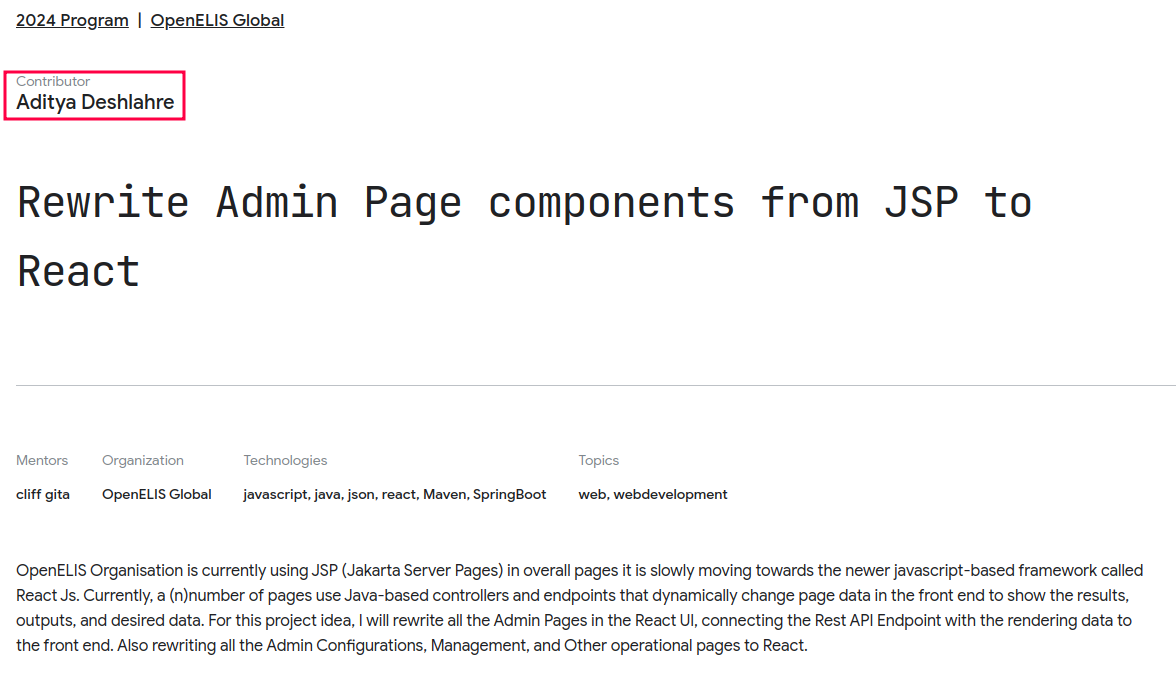 2024 Program | OpenELIS Global
Contributor
Aditya Deshlahre
Rewrite Admin Page components from JSP to
React
Mentors Organization Technologies Topics
cliff gita OpenELIS Global javascript, java, json, react, Maven, SpringBoot web, webdevelopment
OpenELIS Organisation is currently using JSP (Jakarta Server Pages) in overall pages it is slowly moving towards the newer javascript-based framework called
React Js. Currently, a (n)number of pages use Java-based controllers and endpoints that dynamically change page data in the front end to show the results,
outputs, and desired data. For this project idea, I will rewrite all the Admin Pages in the React UI, connecting the Rest API Endpoint with the rendering data to
the front end. Also rewriting all the Admin Configurations, Management, and Other operational pages to React.